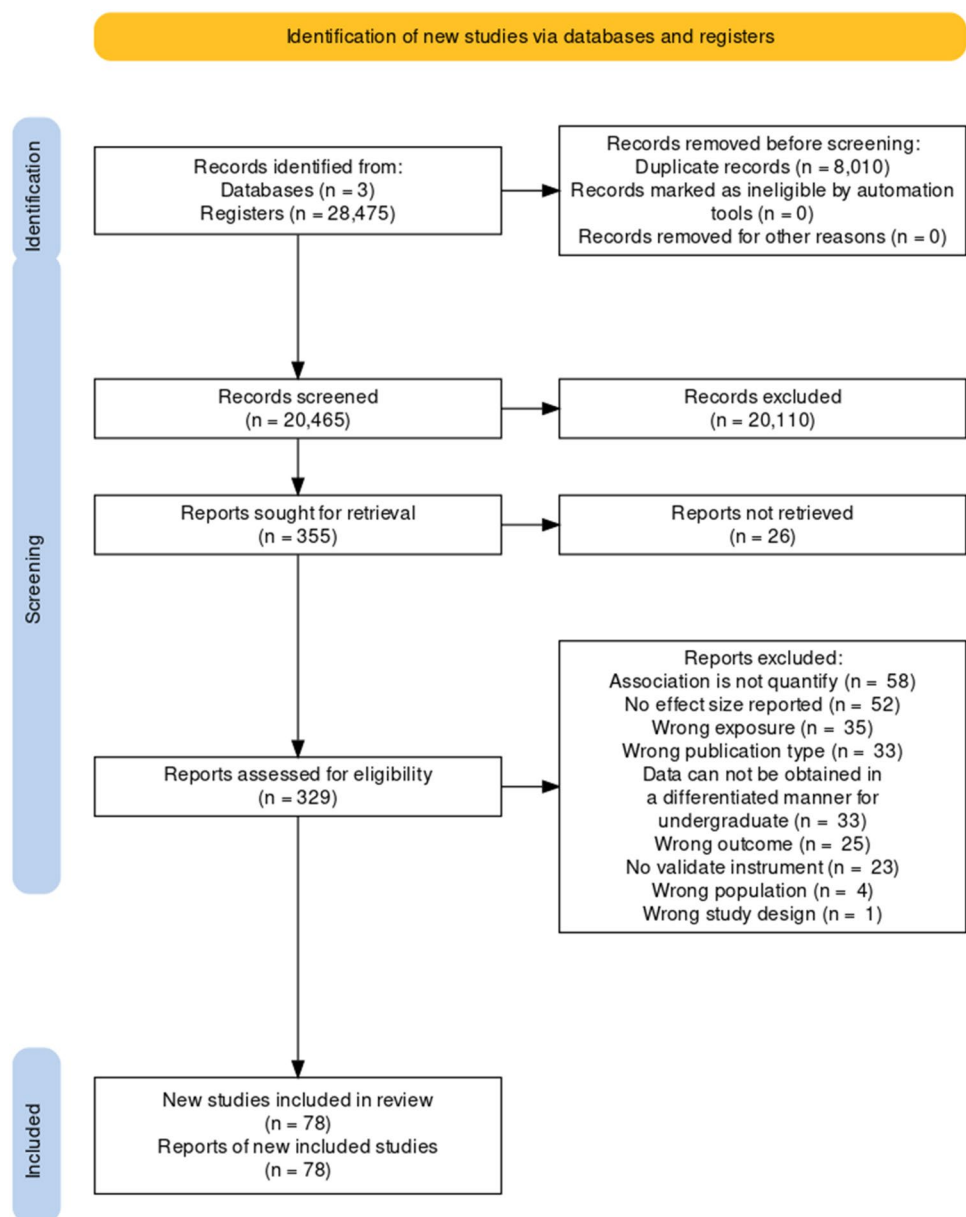 Identification of new studies via databases and registers
Identification
Records identified from:
Databases (n = 3)
Registers (n = 28,475)
Records removed before screening:
Duplicate records (n = 8,010)
Records marked as ineligible by automation
tools (n = 0)
Records removed for other reasons (n = 0)
Screening
Records screened
(n = 20,465)
Records excluded
(n = 20,110)
Reports sought for retrieval
(n = 355)
Reports not retrieved
(n = 26)
Reports assessed for eligibility
(n = 329)
Reports excluded:
Association is not quantify (n = 58)
No effect size reported (n = 52)
Wrong exposure (n = 35)
Wrong publication type (n = 33)
Data can not be obtained in
a differentiated manner for
undergraduate (n = 33)
Wrong outcome (n = 25)
No validate instrument (n = 23)
Wrong population (n = 4)
Wrong study design (n = 1)
Included
New studies included in review
(n = 78)
Reports of new included studies
(n = 78)